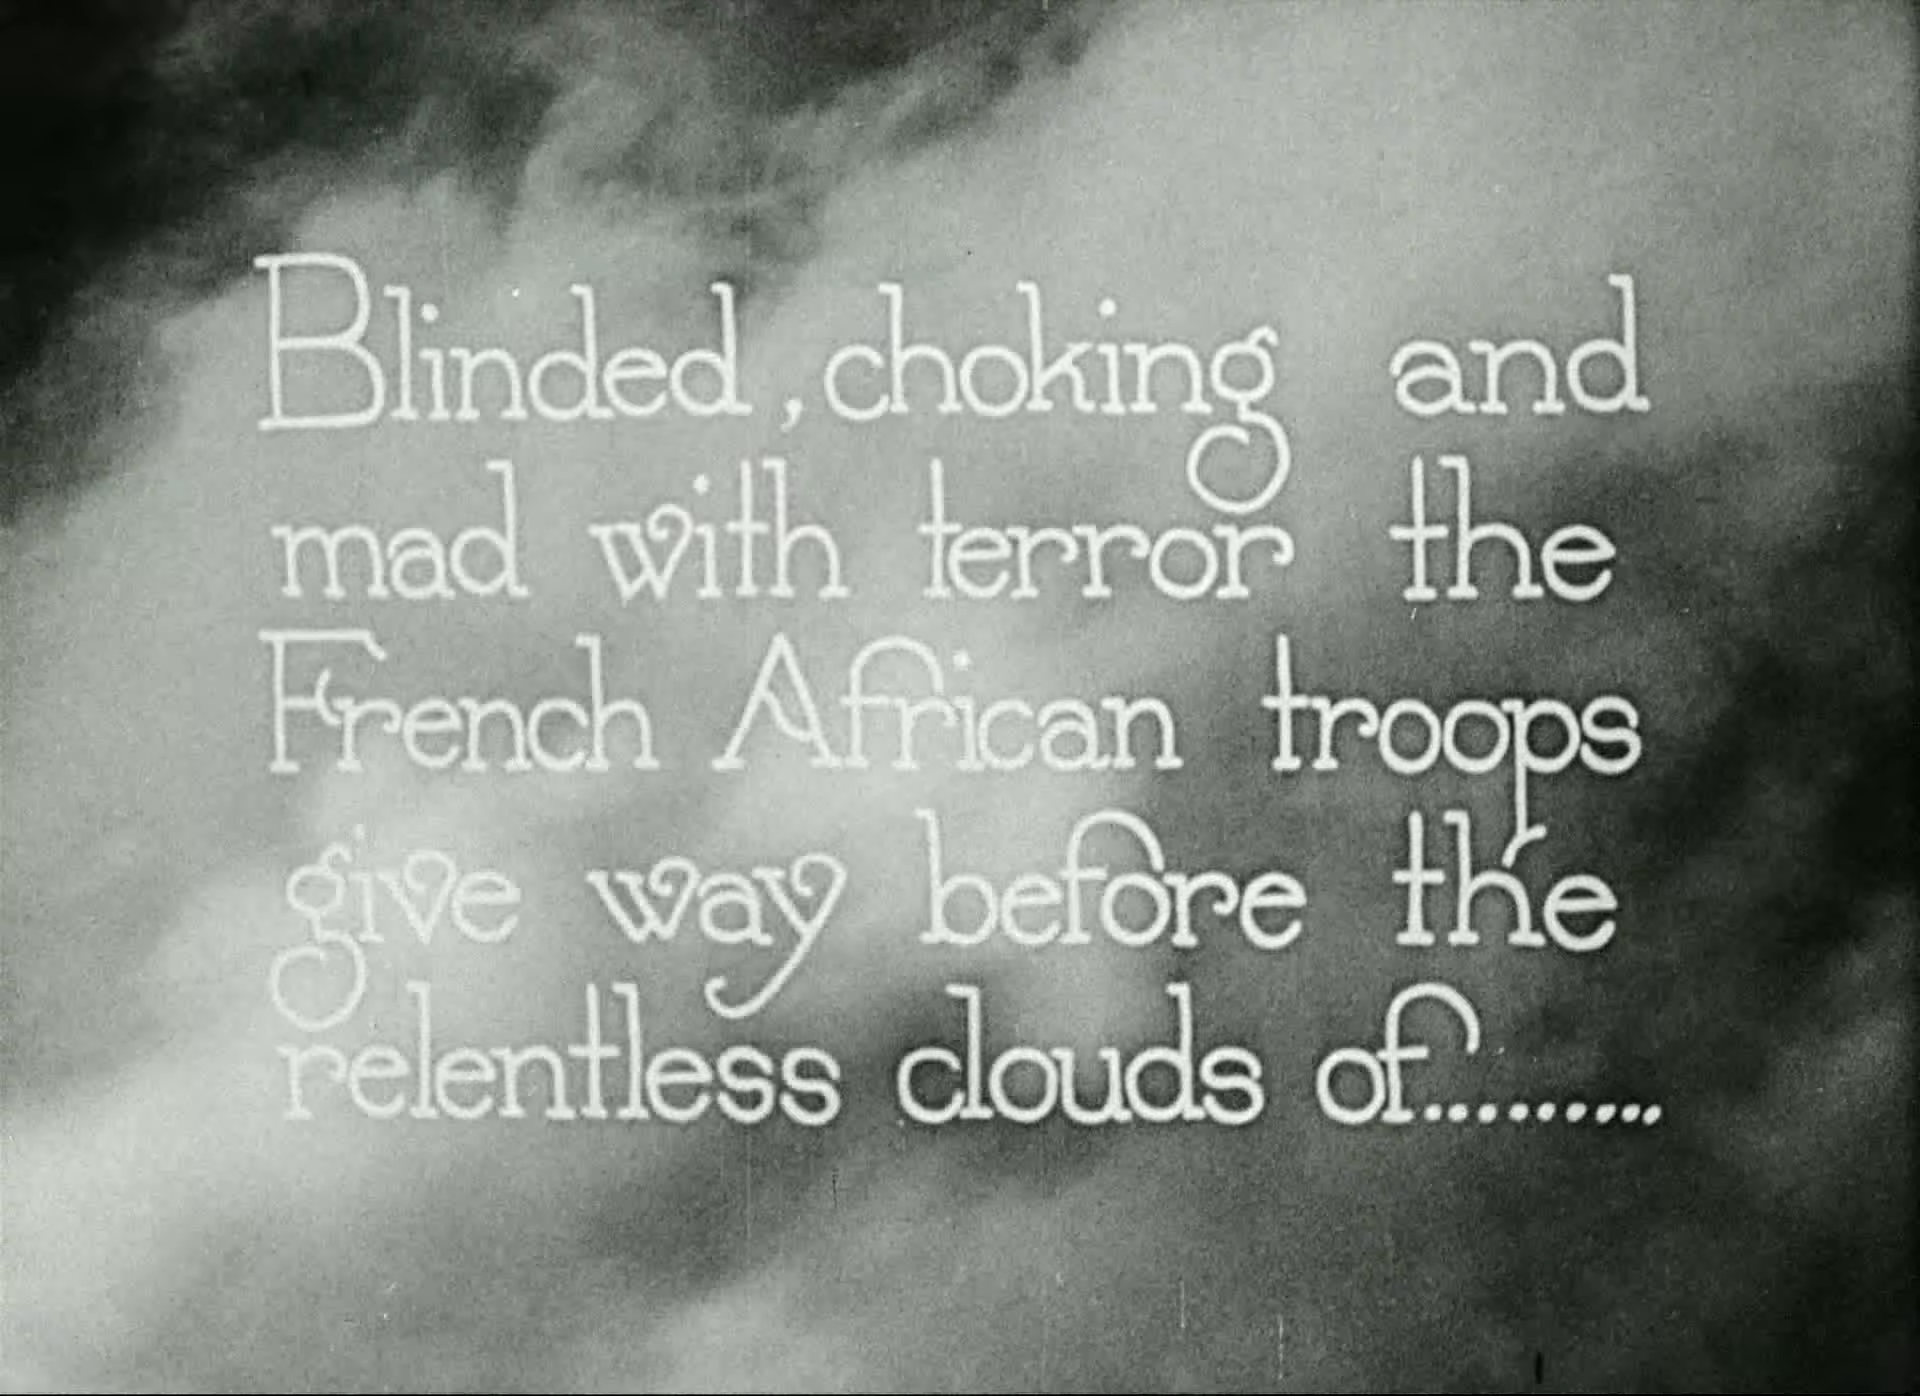 Blinded, choking and
mad with terror the
French African troops
give way before the
relentless clouds of..........